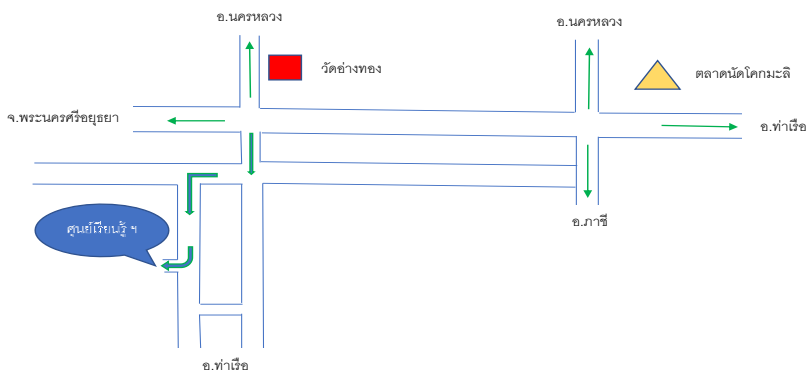 อ.นครหลวง
อ.นครหลวง
วัดอ่างทอง
ตลาดนัดโคกมะลิ
จ.พระนครศรีอยุธยา
อ.ท่าเรือ
อ.ภาชี
ศูนย์เรียนรู้ ฯ
อ.ท่าเรือ